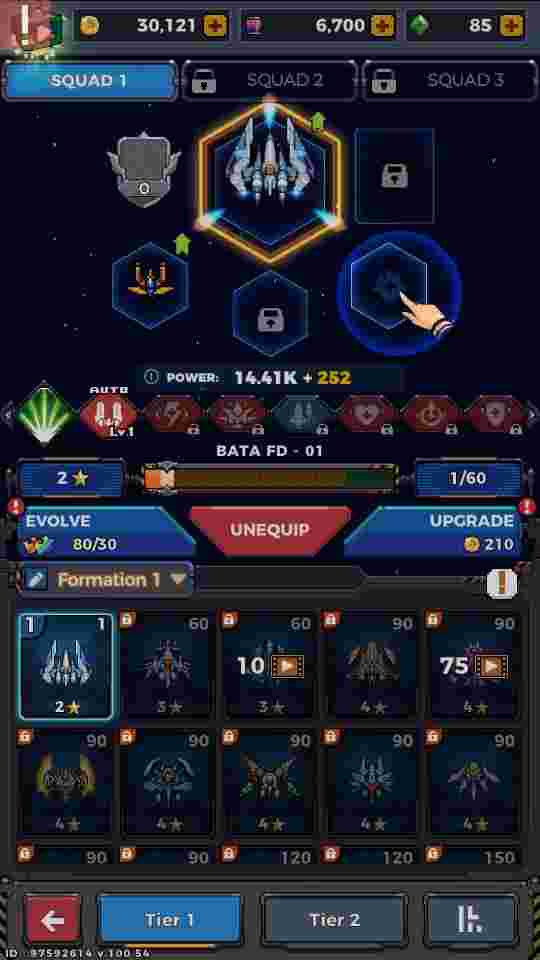 30,121
6,700
85
SQUAD 1
SQUAD 2
SQUAD 3
0
POWER: 14.41K + 252
AUTO
Lv.1
BATA FD - 01
2
1/60
EVOLVE
80/30
UNEQUIP
UPGRADE
210
Formation 1
1 1
60
60
90
90
10
75
2
3
3
4
4
90
90
90
90
90
4
4
4
4
4
90
90
120
120
150
Tier 1
Tier 2
ID : 97592614 v.100.54